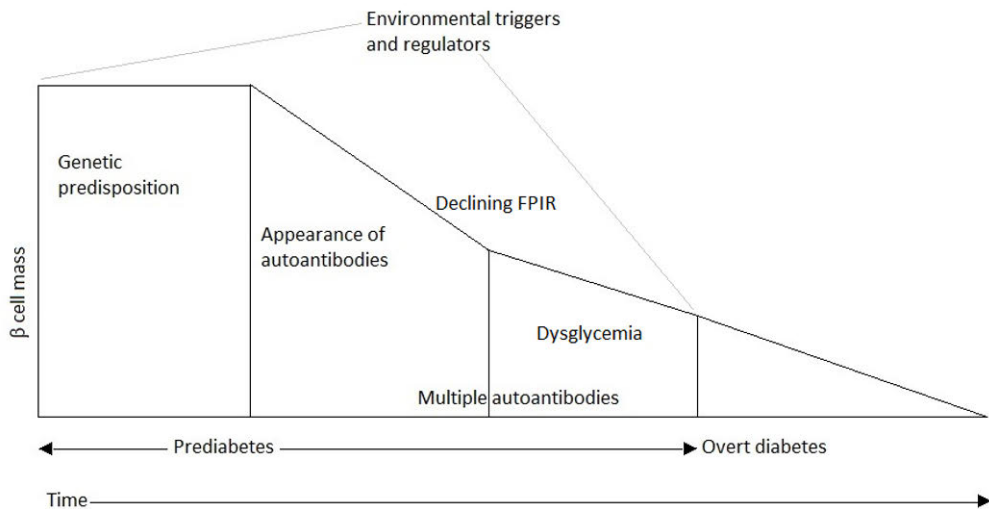 Environmental triggers
and regulators
Genetic
predisposition
Declining FPIR
Appearance of
autoantibodies
β cell mass
Dysglycemia
Multiple autoantibodies
Prediabetes
Overt diabetes
Time